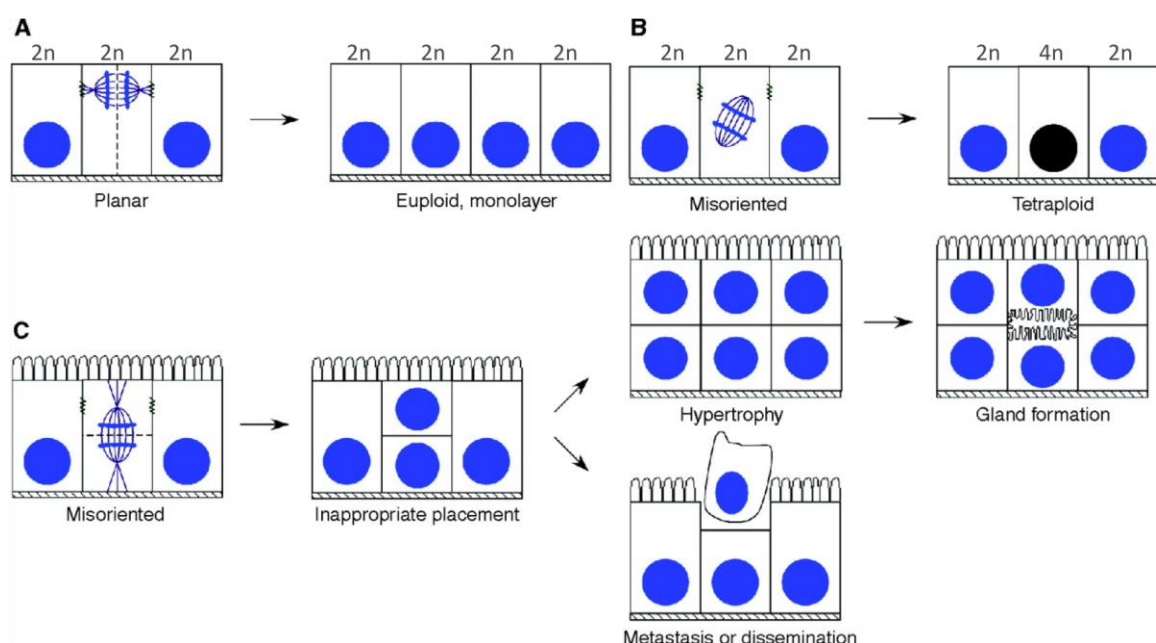 A
2n 2n 2n
Planar
2n 2n 2n 2n
Euploid, monolayer
B
2n 2n 2n
Misoriented
2n 4n 2n
Tetraploid
C
Misoriented
Inappropriate placement
Hypertrophy
Gland formation
Metastasis or dissemination